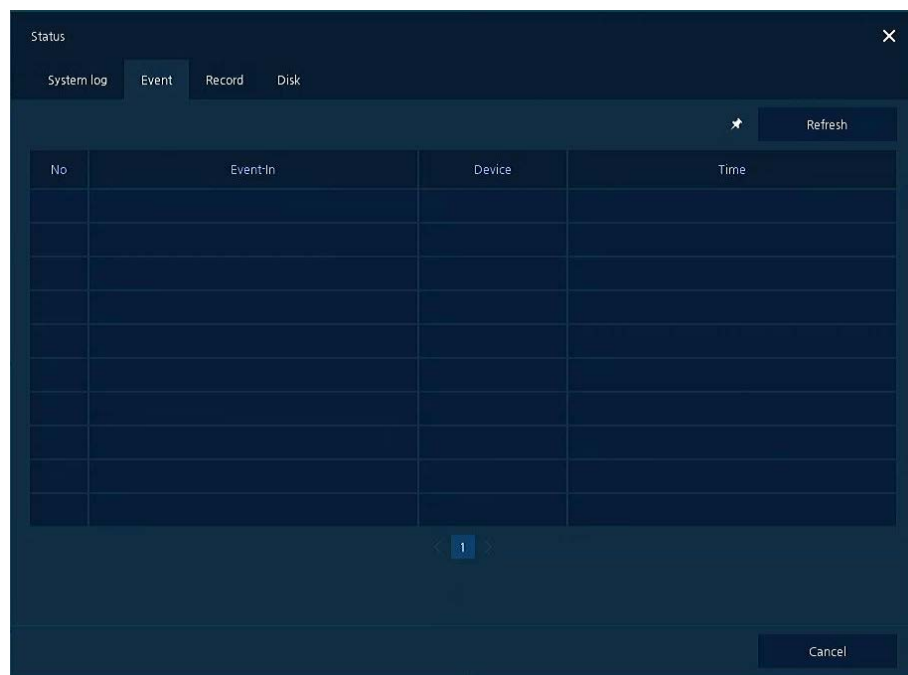 Status
System log Event Record Disk
Refresh
No Event-In Device Time
1
Cancel